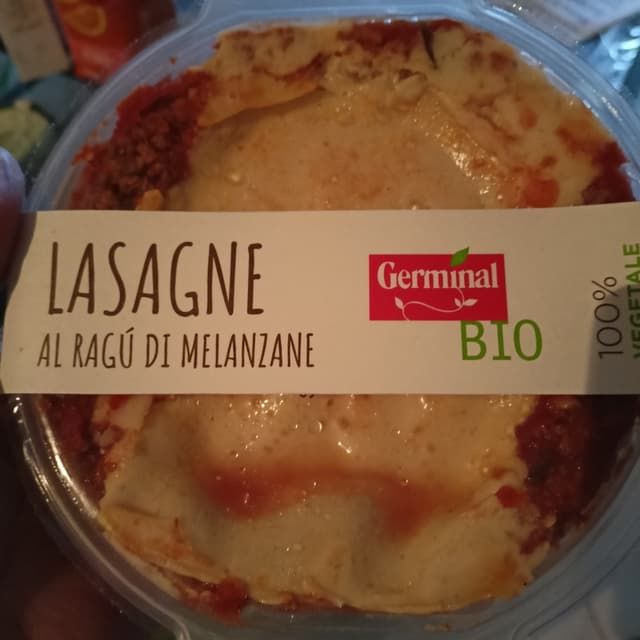 LASAGNE
AL RAGÚ DI MELANZANE
Germinal
BIO
100%
VEGETALE